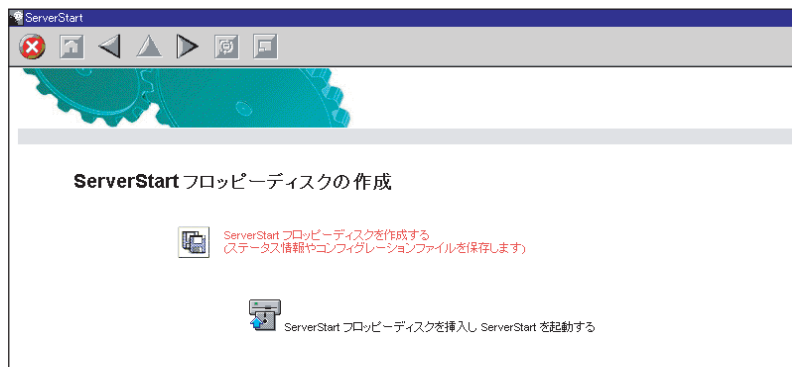 ServerStart
ServerStart フロッピーディスクの作成
ServerStart フロッピーディスクを作成する
(ステータス情報やコンフィグレーションファイルを保存します)
ServerStart フロッピーディスクを挿入し ServerStart を起動する